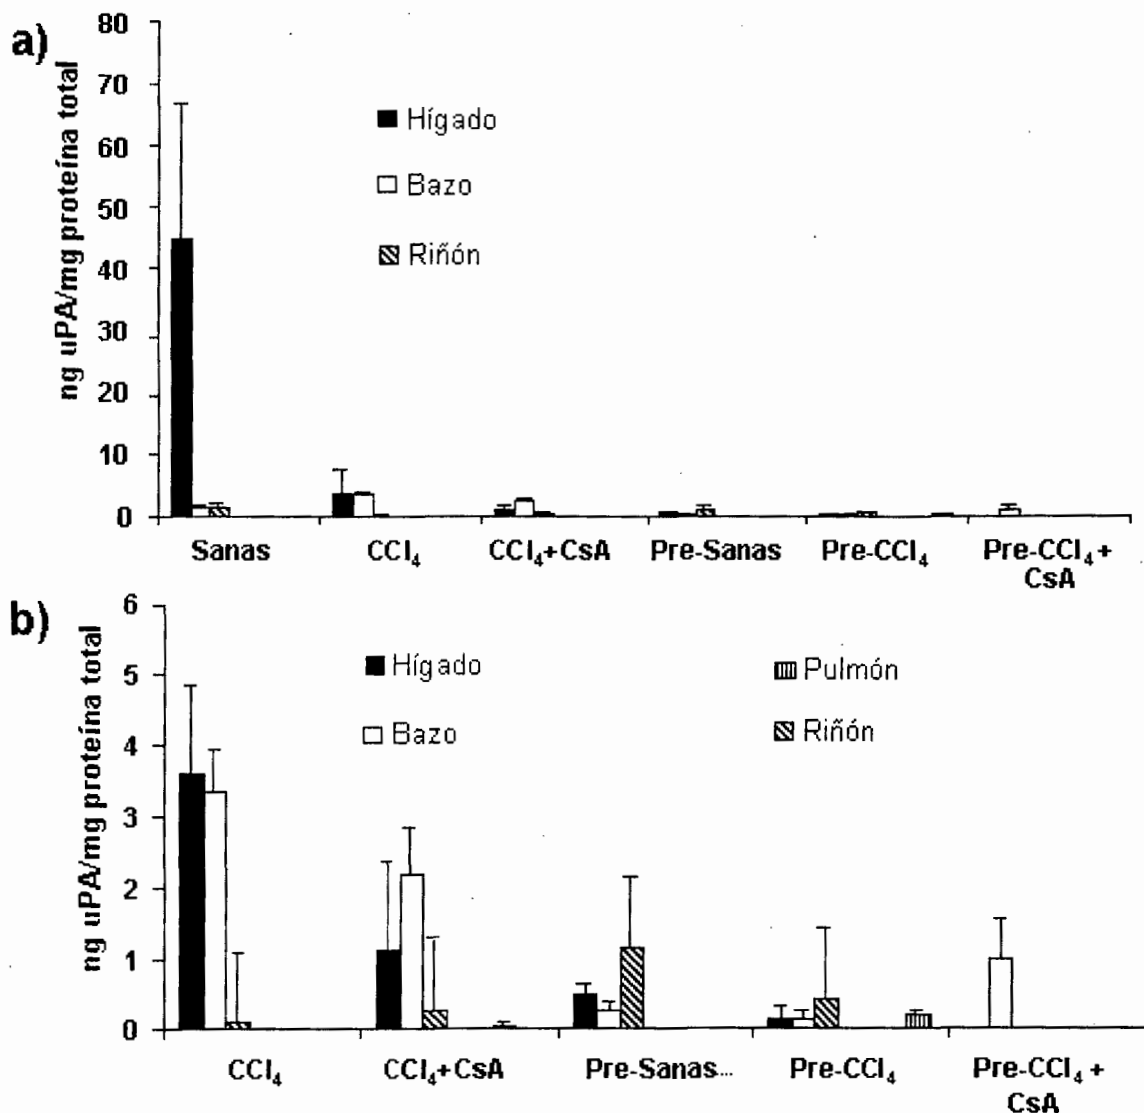 a)
ng uPA/mg proteína total
80
70
60
50
40
30
20
10
0
Hígado
Bazo
Riñón
Sanas
CCl₄
CCl₄+CsA
Pre-Sanas
Pre-CCl₄
Pre-CCl₄ +
CsA
b)
ng uPA/mg proteína total
6
5
4
3
2
1
0
Hígado
Bazo
Pulmón
Riñón
CCl₄
CCl₄+CsA
Pre-Sanas...
Pre-CCl₄
Pre-CCl₄ +
CsA